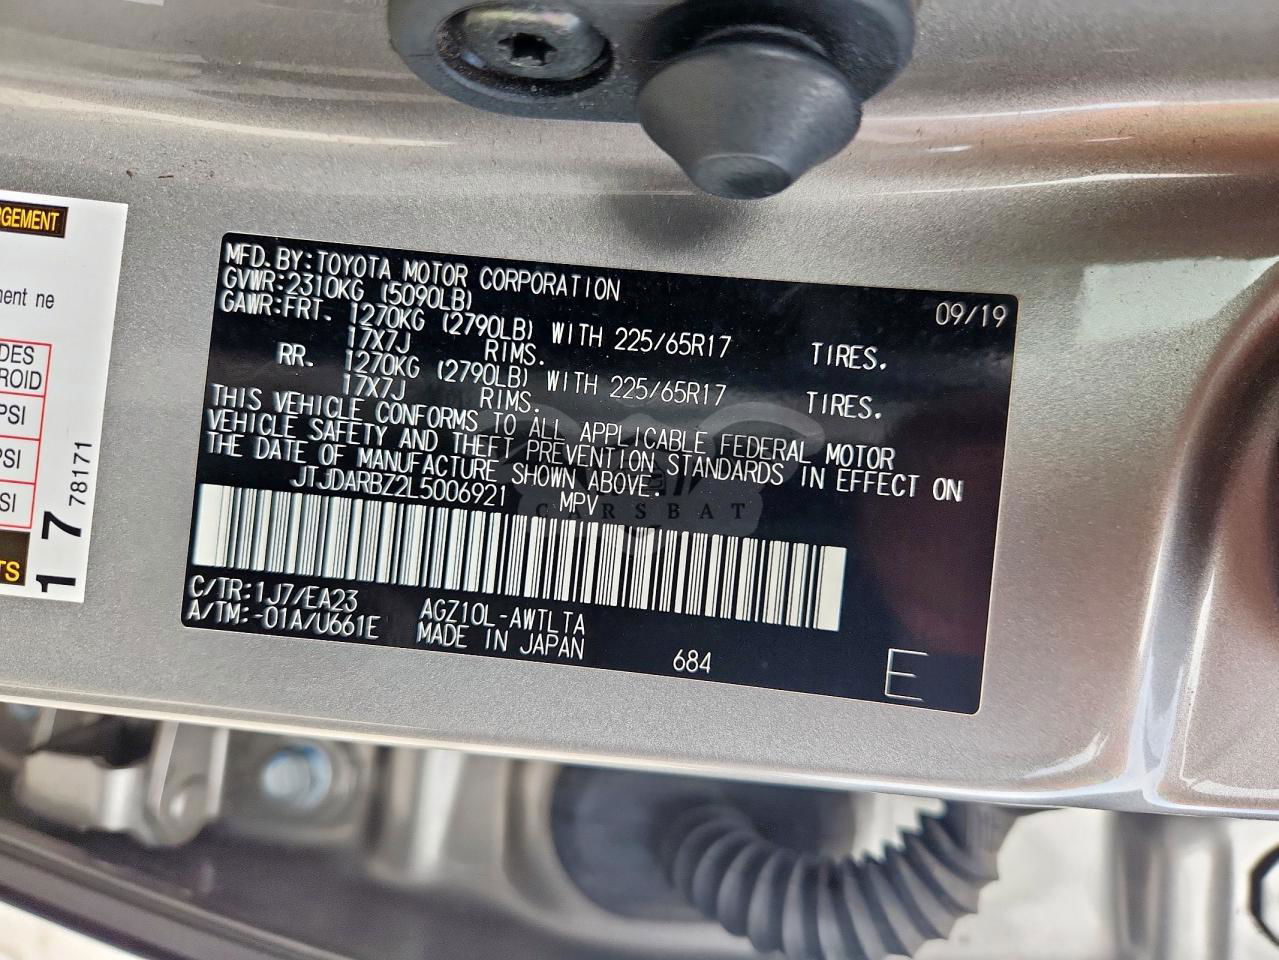 RGEMENT
MFD. BY: TOYOTA MOTOR CORPORATION 09/19
GVWR:2310KG (5090LB)
GAWR:FRT. 1270KG (2790LB) WITH 225/65R17 TIRES.
17X7J RIMS.
RR. 1270KG (2790LB) WITH 225/65R17 TIRES.
17X7J RIMS.
THIS VEHICLE CONFORMS TO ALL APPLICABLE FEDERAL MOTOR
VEHICLE SAFETY AND THEFT PREVENTION STANDARDS IN EFFECT ON
THE DATE OF MANUFACTURE SHOWN ABOVE.
JTJDARBZ2L5006921 MPV
CARSBAT
C/TR:1J7/EA23 AGZ10L-AWTLTA
A/TM:-01A/U661E MADE IN JAPAN 684 E
ment ne
DES
ROID
PSI
PSI
SI
TS
17 78171